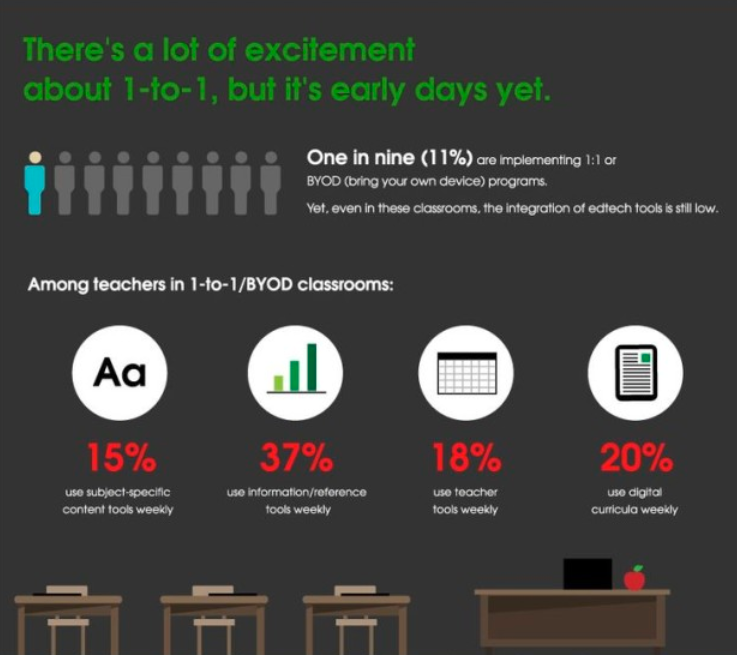 There's a lot of excitement
about 1-to-1, but it's early days yet.
One in nine (11%) are implementing 1:1 or
BYOD (bring your own device) programs.
Yet, even in these classrooms, the integration of edtech tools is still low.
Among teachers in 1-to-1/BYOD classrooms:
Aa
15%
use subject-specific
content tools weekly
37%
use information/reference
tools weekly
18%
use teacher
tools weekly
20%
use digital
curricula weekly